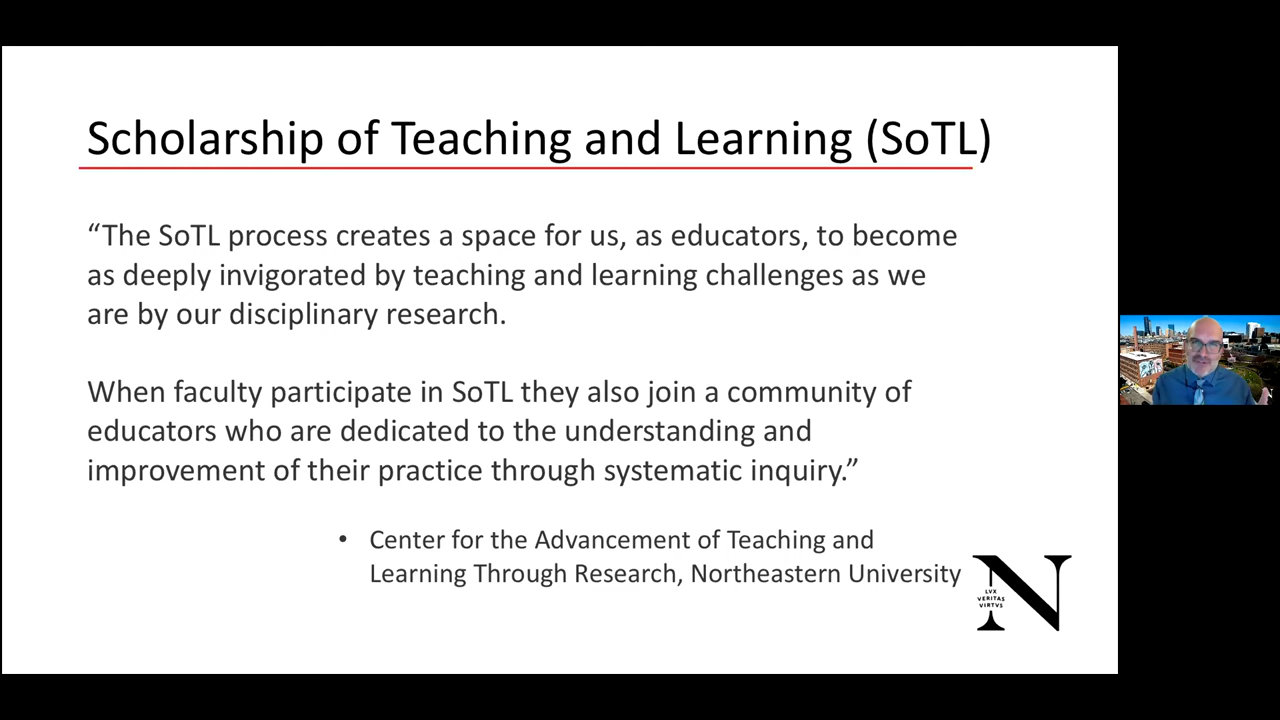 Scholarship of Teaching and Learning (SoTL)
“The SoTL process creates a space for us, as educators, to become
as deeply invigorated by teaching and learning challenges as we
are by our disciplinary research.
When faculty participate in SoTL they also join a community of
educators who are dedicated to the understanding and
improvement of their practice through systematic inquiry.”
• Center for the Advancement of Teaching and
Learning Through Research, Northeastern University
N
LVX
VERITAS
VIRTVS